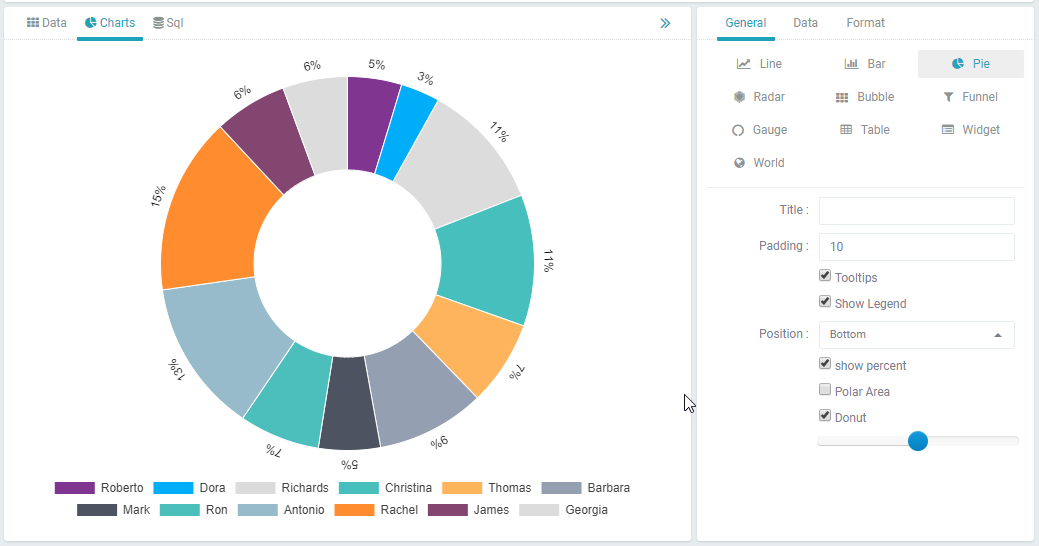 Data Charts Sql
General Data Format
Line Bar Pie
Radar Bubble Funnel
Gauge Table Widget
World
Title :
Padding : 10
Tooltips
Show Legend
Position : Bottom
show percent
Polar Area
Donut
5%
3%
11%
11%
7%
9%
5%
7%
13%
15%
6%
6%
Roberto Dora Richards Christina Thomas Barbara
Mark Ron Antonio Rachel James Georgia